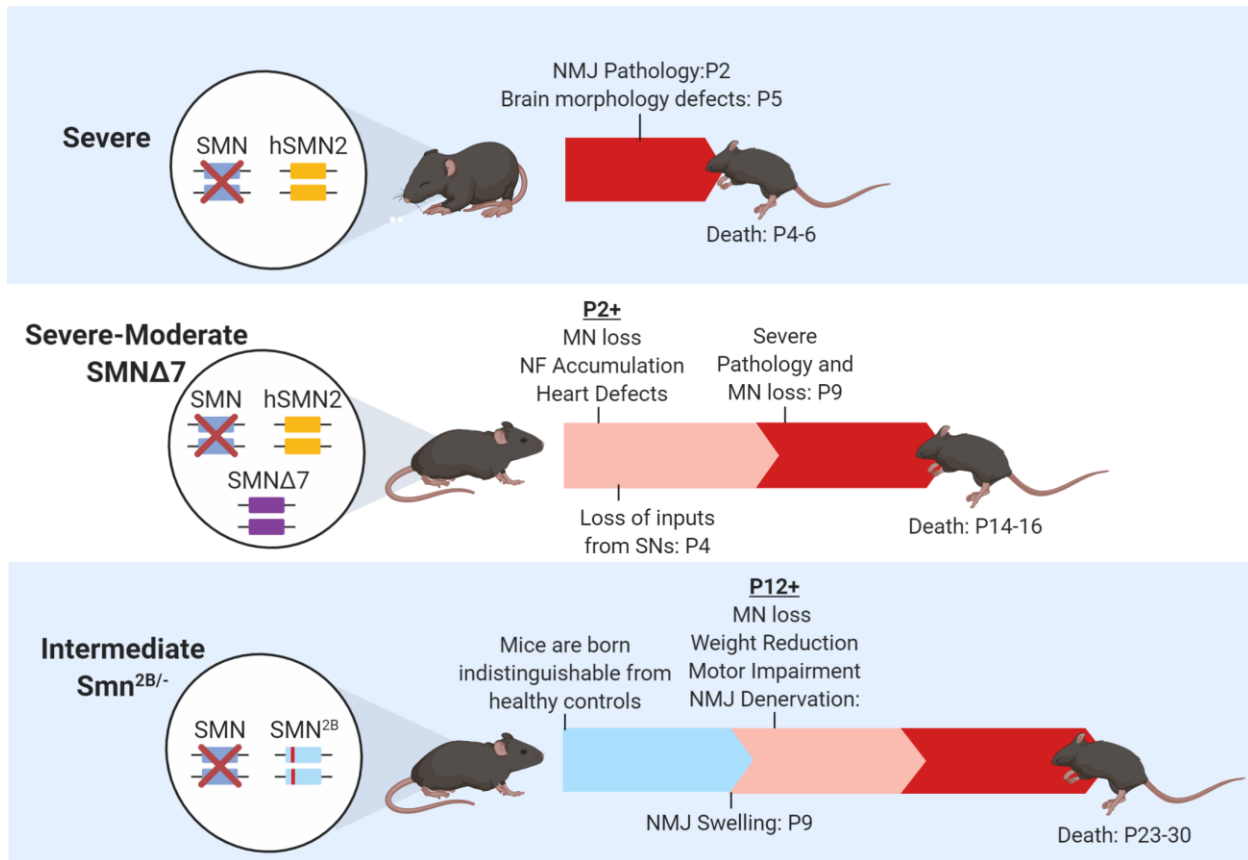 Severe
SMN hSMN2
NMJ Pathology:P2
Brain morphology defects: P5
Death: P4-6
Severe-Moderate
SMNΔ7
SMN hSMN2
SMNΔ7
P2+
MN loss
NF Accumulation
Heart Defects
Severe
Pathology and
MN loss: P9
Loss of inputs
from SNs: P4
Death: P14-16
Intermediate
Smn²ᴮ/⁻
SMN SMN²ᴮ
Mice are born
indistinguishable from
healthy controls
P12+
MN loss
Weight Reduction
Motor Impairment
NMJ Denervation:
NMJ Swelling: P9
Death: P23-30